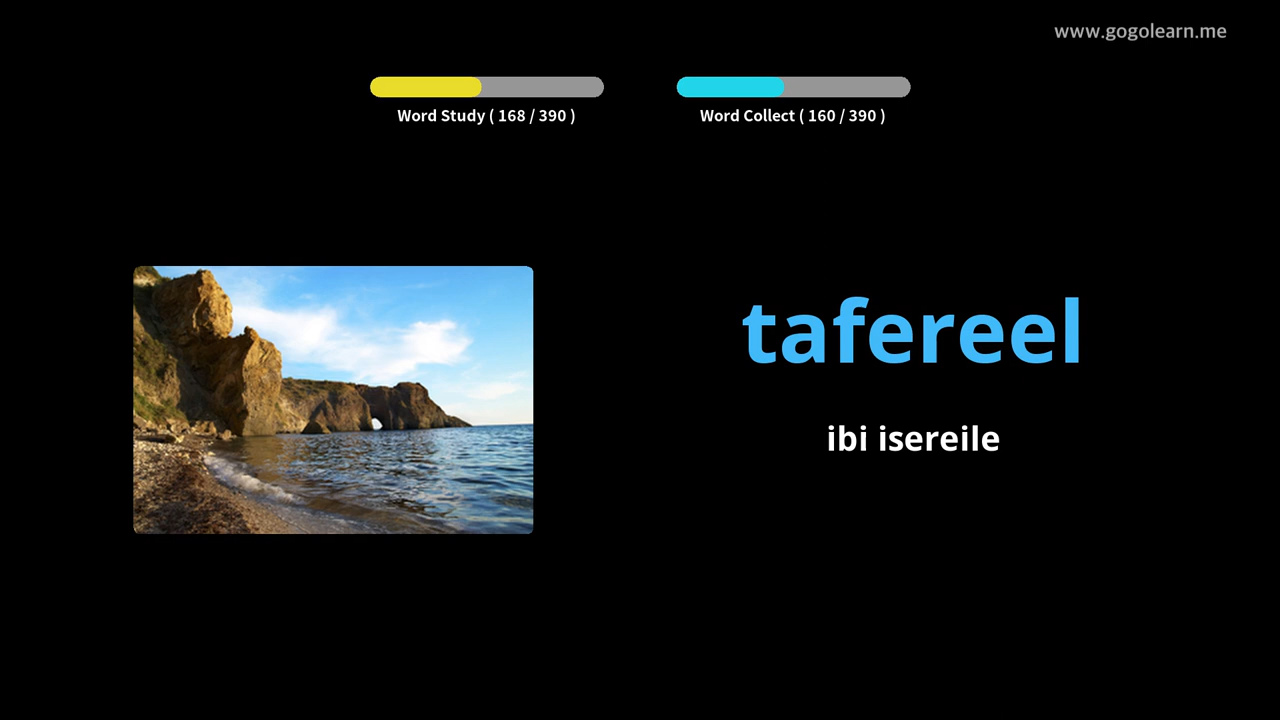 www.gogolearn.me
Word Study ( 168 / 390 )
Word Collect ( 160 / 390 )
tafereel
ibi isereile